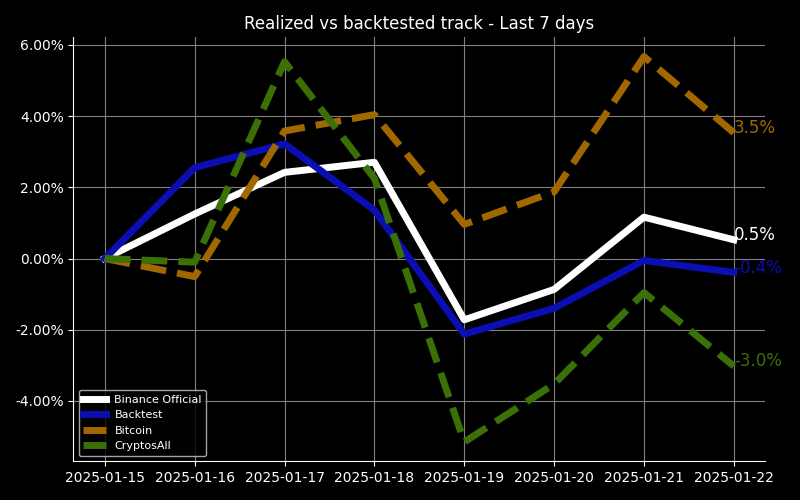 Realized vs backtested track - Last 7 days
6.00%
4.00%
2.00%
0.00%
-2.00%
-4.00%
3.5%
0.5%
-0.4%
-3.0%
Binance Official
Backtest
Bitcoin
CryptosAll
2025-01-15 2025-01-16 2025-01-17 2025-01-18 2025-01-19 2025-01-20 2025-01-21 2025-01-22